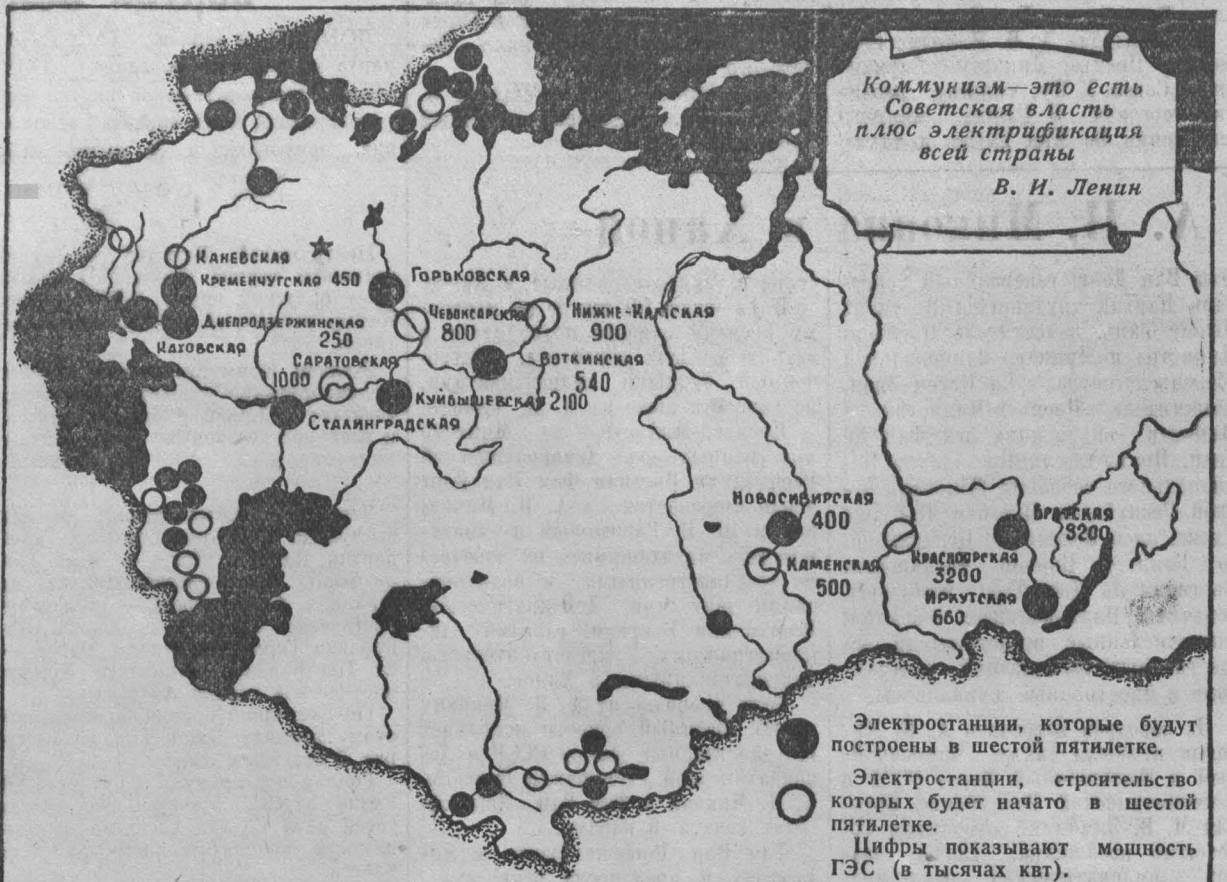 Коммунизм—это есть
Советская власть
плюс электрификация
всей страны
В. И. Ленин
КАНЕВСКАЯ
КРЕМЕНЧУГСКАЯ
ДНЕПРОДЗЕРЖИНСКАЯ
250
КАХОВСКАЯ
450 ГОРЬКОВСКАЯ
ЧЕБОКСАРСКАЯ
800
НИЖНЕ-КАМСКАЯ
900
ВОТКИНСКАЯ
540
САРАТОВСКАЯ
1000
КУЙБЫШЕВСКАЯ 2100
СТАЛИНГРАДСКАЯ
НОВОСИБИРСКАЯ
400
КАМЕНСКАЯ
500
КРАСНОЯРСКАЯ
3200
БРАТСКАЯ
3200
ИРКУТСКАЯ
660
Электростанции, которые будут
построены в шестой пятилетке.
Электростанции, строительство
которых будет начато в шестой
пятилетке.
Цифры показывают мощность
ГЭС (в тысячах квт).